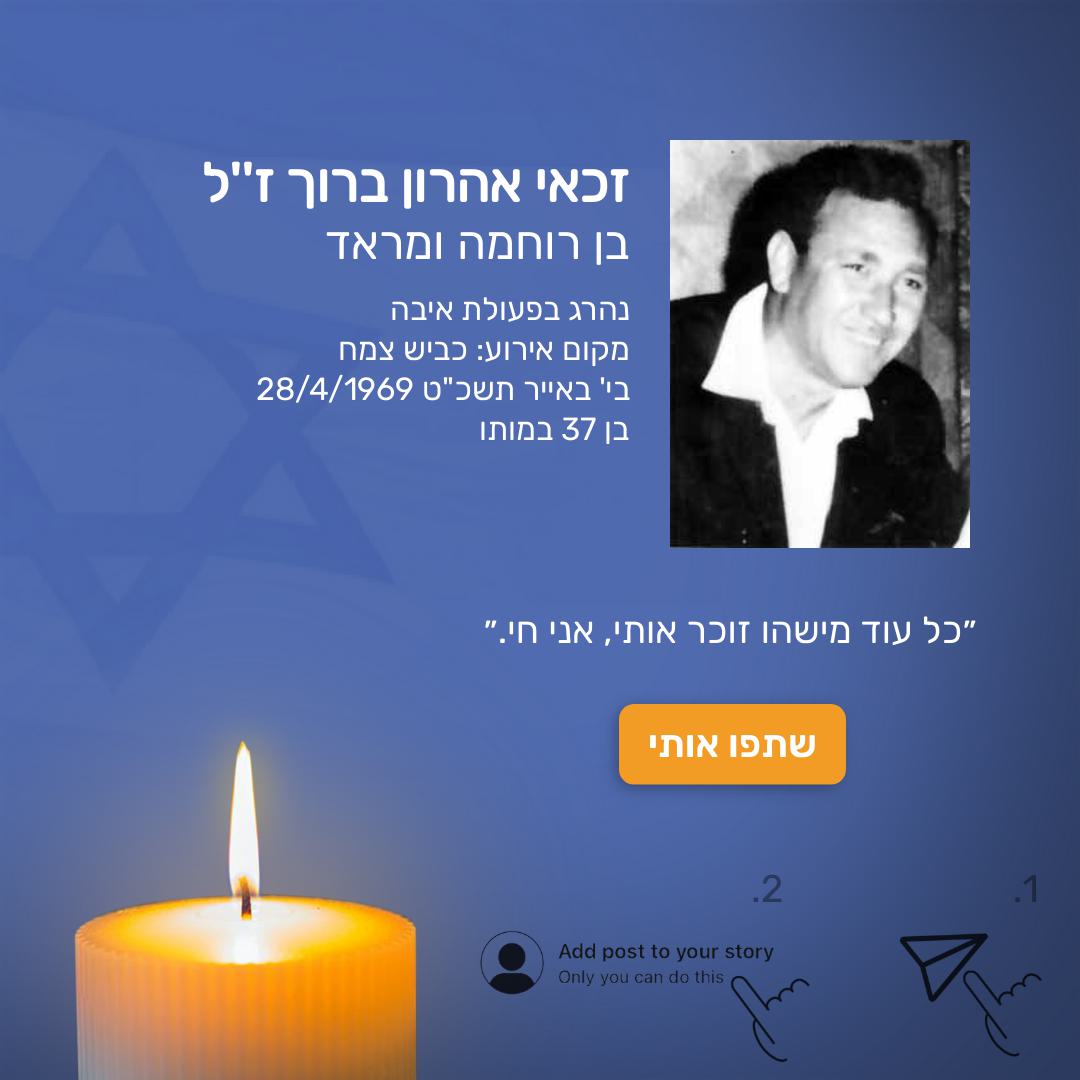 זכאי אהרון ברוך ז"ל
בן רוחמה ומראד
נהרג בפעולת איבה
מקום אירוע: כביש צמח
בי' באייר תשכ"ט 28/4/1969
בן 37 במותו
״כל עוד מישהו זוכר אותי, אני חי.״
שתפו אותי
1.
2.
Add post to your story
Only you can do this